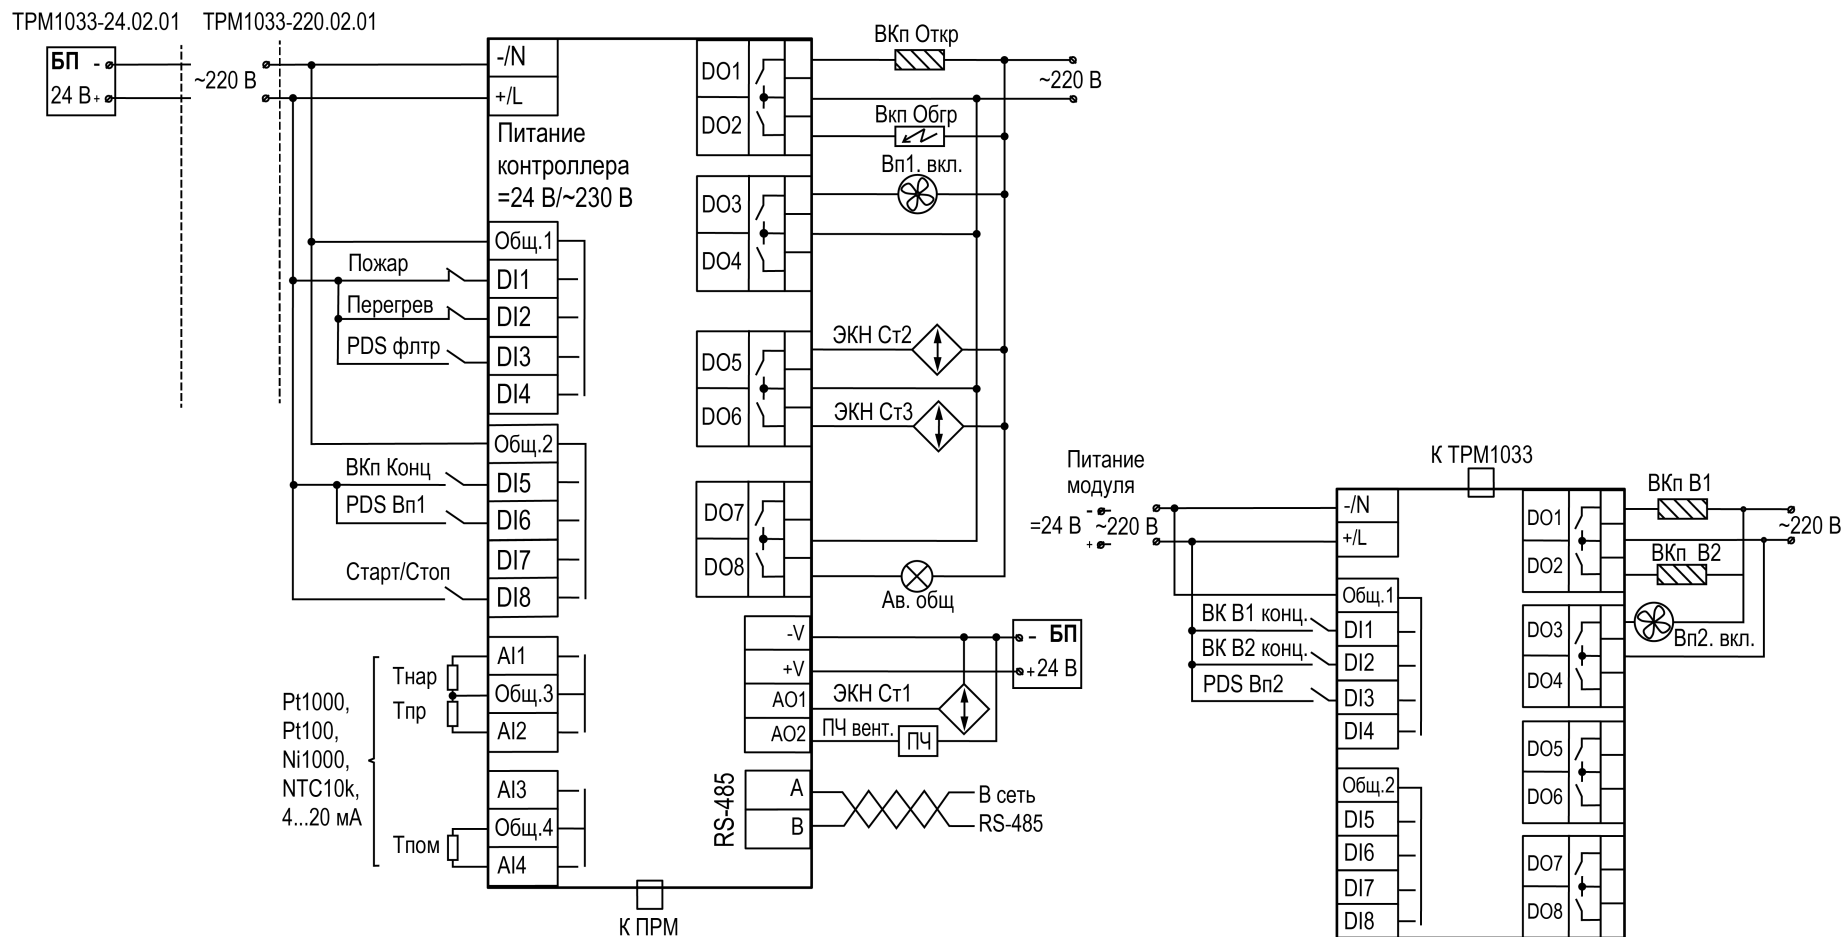 ТРМ1033-24.02.01
ТРМ1033-220.02.01
БП -
24 В+
~220 В
-/N
+/L
Питание
контроллера
=24 В/~230 В
Общ.1
Пожар
DI1
Перегрев
DI2
PDS флтр
DI3
DI4
Общ.2
ВКп Конц
DI5
PDS Вп1
DI6
DI7
Старт/Стоп
DI8
AI1
Тнар
Общ.3
Тпр
AI2
Pt1000,
Pt100,
Ni1000,
NTC10k,
4...20 мА
AI3
Общ.4
Тпом
AI4
К ПРМ
DO1
DO2
DO3
DO4
DO5
DO6
DO7
DO8
ВКп Откр
~220 В
Вкп Обгр
Вп1. вкл.
ЭКН Ст2
ЭКН Ст3
Ав. общ
-V
+V
AO1
AO2
- БП
+24 В
ЭКН Ст1
ПЧ вент.
ПЧ
RS-485
A
B
В сеть
RS-485
К ТРМ1033
Питание
модуля
-
=24 В ~220 В
+
-/N
+/L
Общ.1
ВК В1 конц.
DI1
ВК В2 конц.
DI2
PDS Вп2
DI3
DI4
Общ.2
DI5
DI6
DI7
DI8
DO1
DO2
DO3
DO4
DO5
DO6
DO7
DO8
ВКп В1
~220 В
ВКп В2
Вп2. вкл.